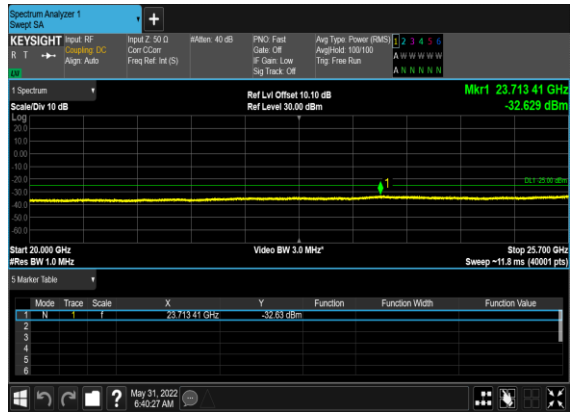 Spectrum Analyzer 1
Swept SA
+
KEYSIGHT Input: RF Input Z: 50 Ω #Atten: 40 dB PNO: Fast Avg Type: Power (RMS) 1 2 3 4 5 6
R T Coupling: DC Corr CCorr Gate: Off Avg|Hold: 100/100 A W W W W W
Align: Auto Freq Ref: Int (S) IF Gain: Low Trig: Free Run
Sig Track: Off A N N N N N
LU
1 Spectrum Ref Lvl Offset 10.10 dB Mkr1 23.713 41 GHz
Scale/Div 10 dB Ref Level 30.00 dBm -32.629 dBm
Log
20.0
10.0
0.00
-10.0
-20.0
-30.0
-40.0
-50.0
-60.0
1
DL1 -25.00 dBm
Start 20.000 GHz Video BW 3.0 MHz* Stop 25.700 GHz
#Res BW 1.0 MHz Sweep ~11.8 ms (40001 pts)
5 Marker Table
Mode Trace Scale X Y Function Function Width Function Value
1 N 1 f 23.713 41 GHz -32.63 dBm
2
3
4
5
6
? May 31, 2022
6:40:27 AM